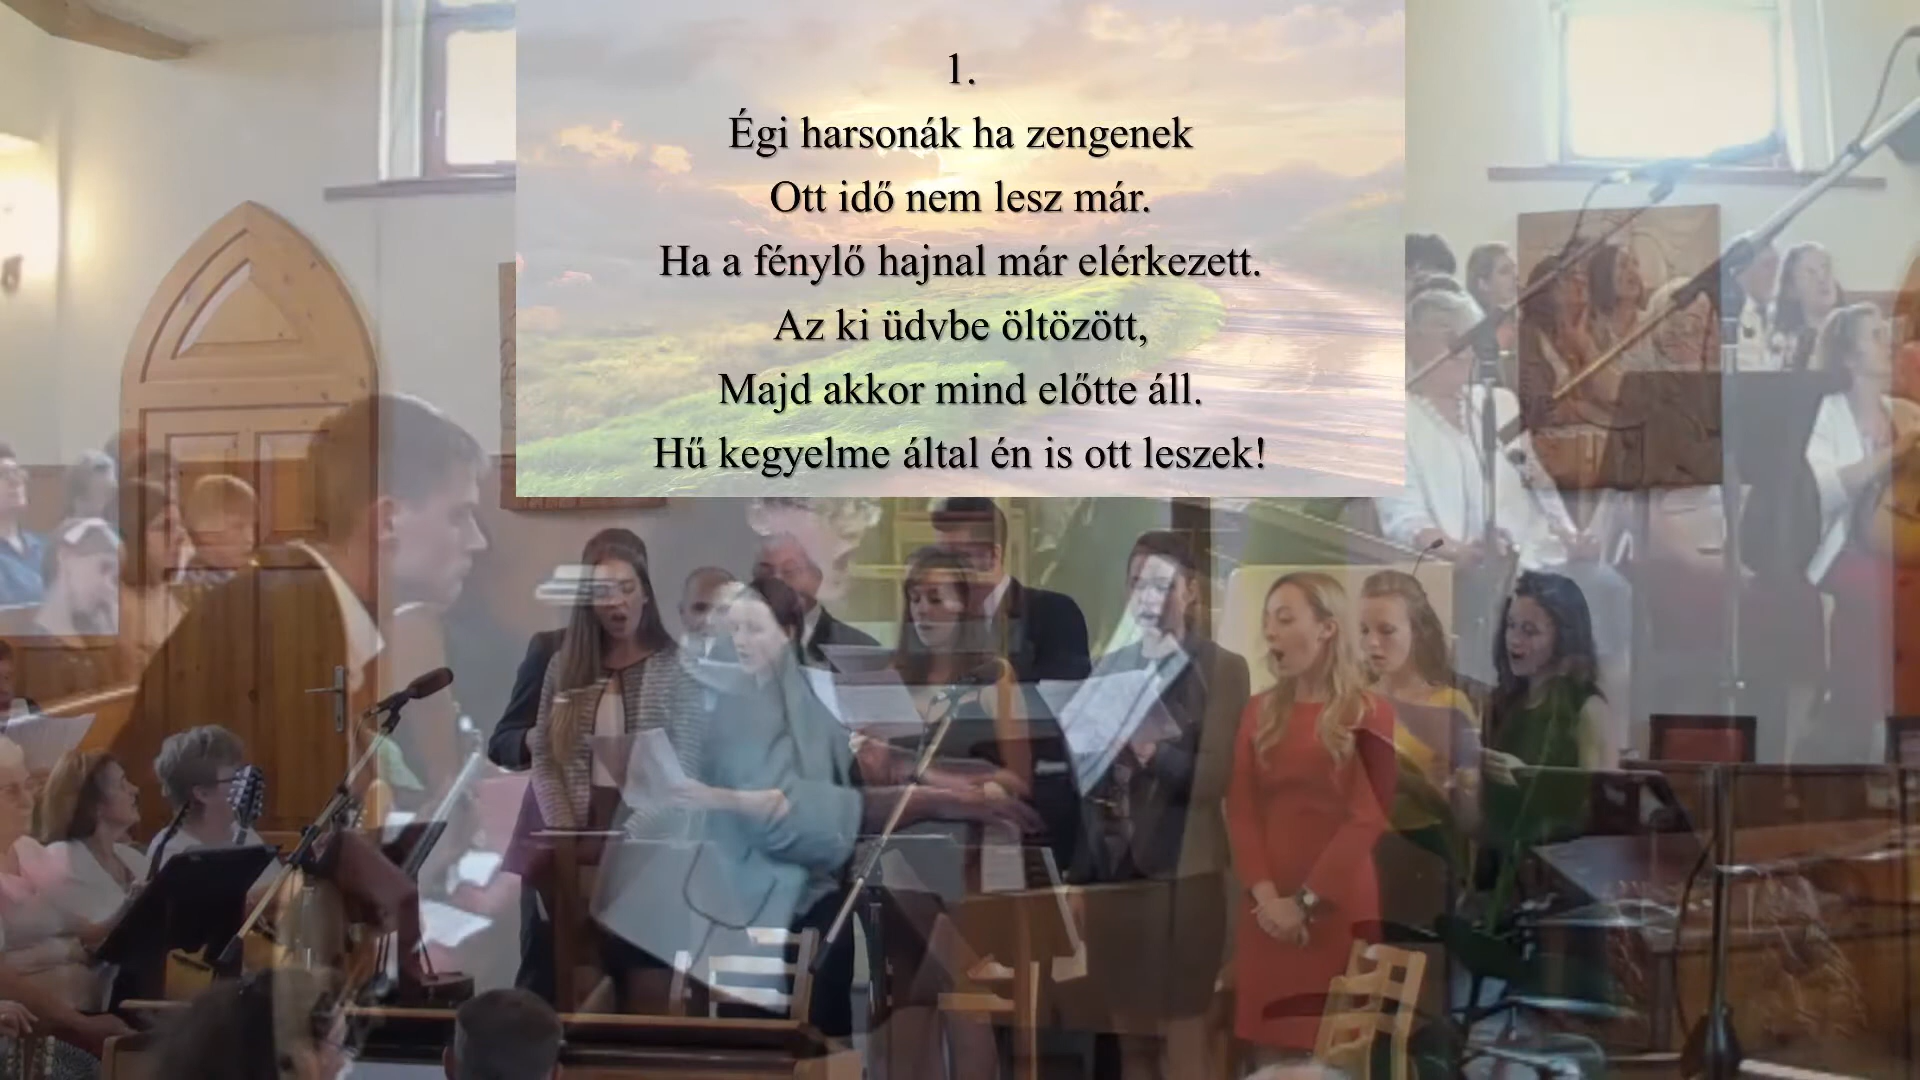 1.
Égi harsonák ha zengenek
Ott idő nem lesz már.
Ha a fénylő hajnal már elérkezett.
Az ki üdvbe öltözött,
Majd akkor mind előtte áll.
Hű kegyelme által én is ott leszek!